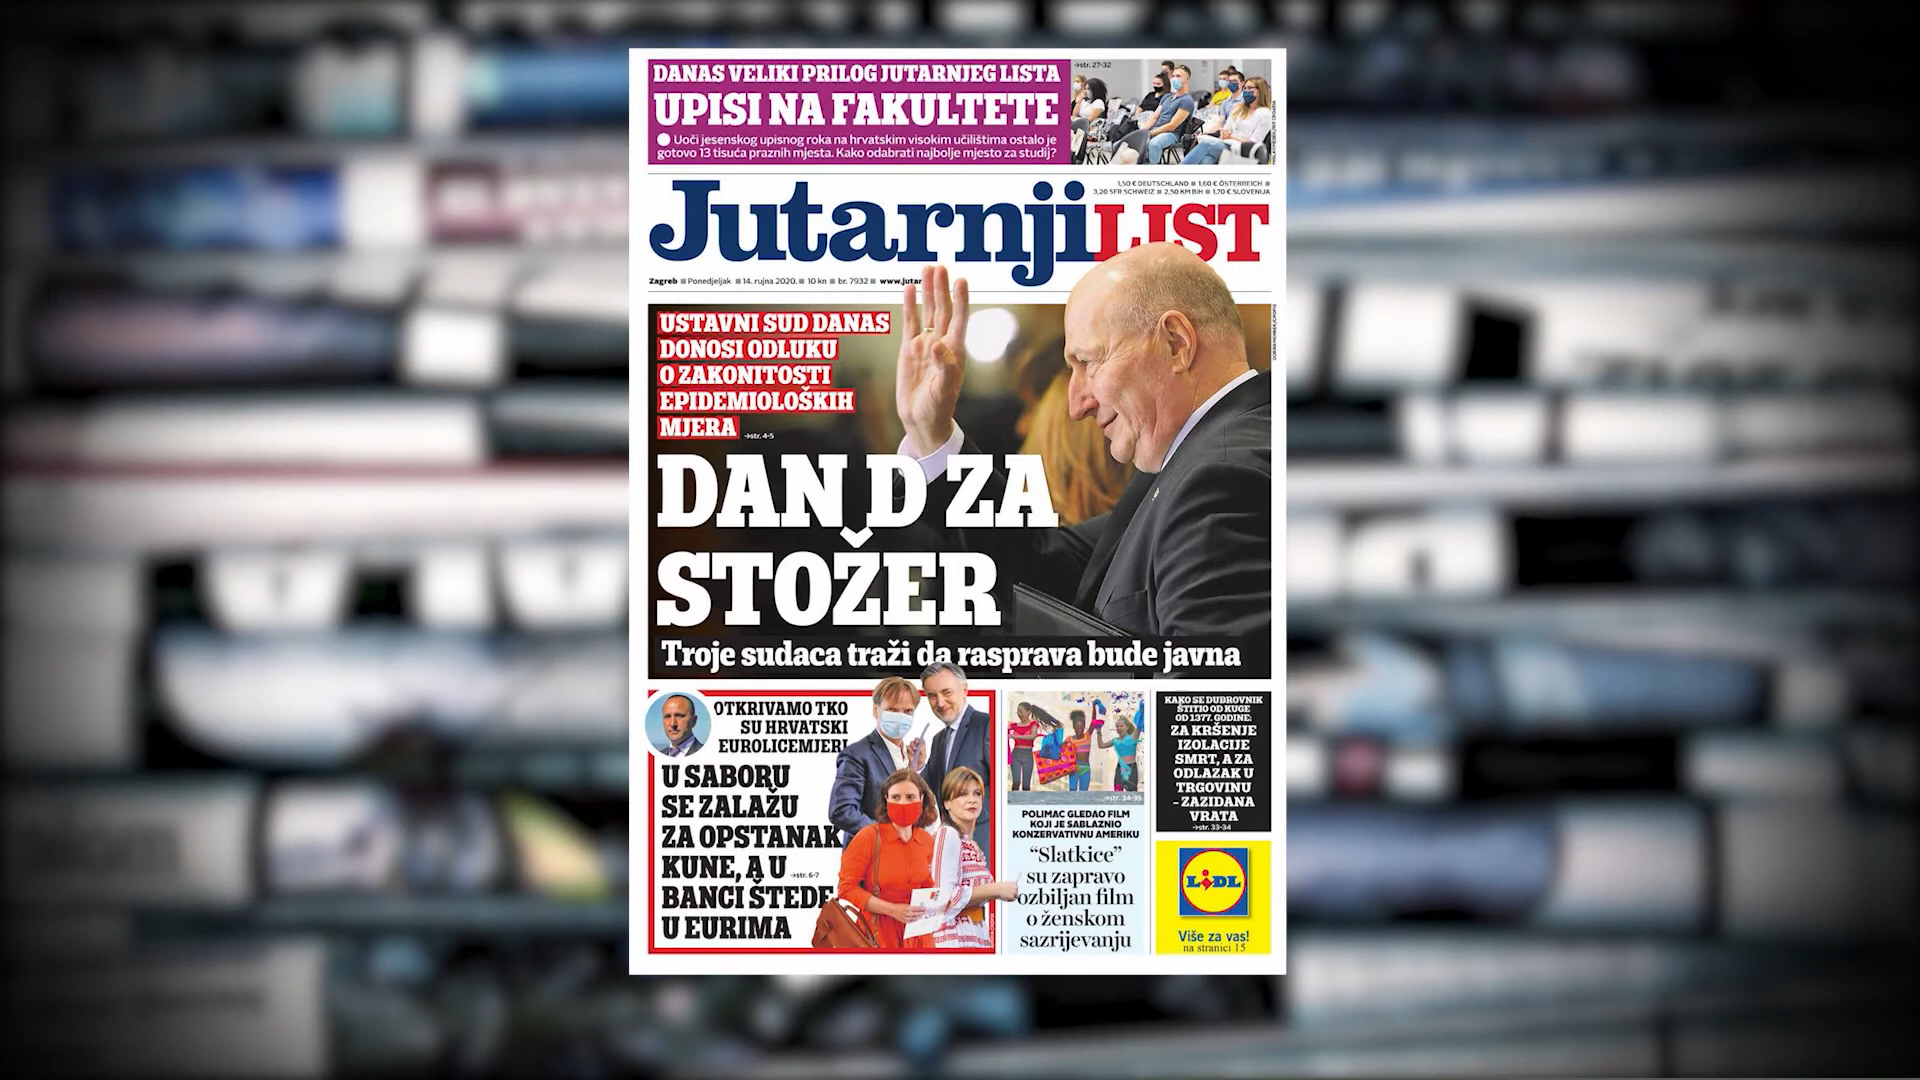 DANAS VELIKI PRILOG JUTARNJEG LISTA
UPISI NA FAKULTETE
Uoči jesenskog upisnog roka na hrvatskim visokim učilištima ostalo je
gotovo 13 tisuća praznih mjesta. Kako odabrati najbolje mjesto za studij?
→str. 27-32
1,50 € DEUTSCHLAND ■ 1,60 € ÖSTERREICH ■
3,20 SFR SCHWEIZ ■ 2,50 KM BIH ■ 1,70 € SLOVENIJA
Jutarnji LIST
Zagreb ■ Ponedjeljak ■ 14. rujna 2020. ■ 10 kn ■ br. 7932 ■ www.jutar
USTAVNI SUD DANAS
DONOSI ODLUKU
O ZAKONITOSTI
EPIDEMIOLOŠKIH
MJERA →str. 4-5
DAN D ZA
STOŽER
Troje sudaca traži da rasprava bude javna
OTKRIVAMO TKO
SU HRVATSKI
EUROLICEMJERI
U SABORU
SE ZALAŽU
ZA OPSTANAK
KUNE, A U →str. 6-7
BANCI ŠTEDE
U EURIMA
→str. 34-35
POLIMAC GLEDAO FILM
KOJI JE SABLAZNIO
KONZERVATIVNU AMERIKU
“Slatkice”
su zapravo
ozbiljan film
o ženskom
sazrijevanju
KAKO SE DUBROVNIK
ŠTITIO OD KUGE
OD 1377. GODINE:
ZA KRŠENJE
IZOLACIJE
SMRT, A ZA
ODLAZAK U
TRGOVINU
- ZAZIDANA
VRATA
→str. 33-34
LIDL
Više za vas!
na stranici 15